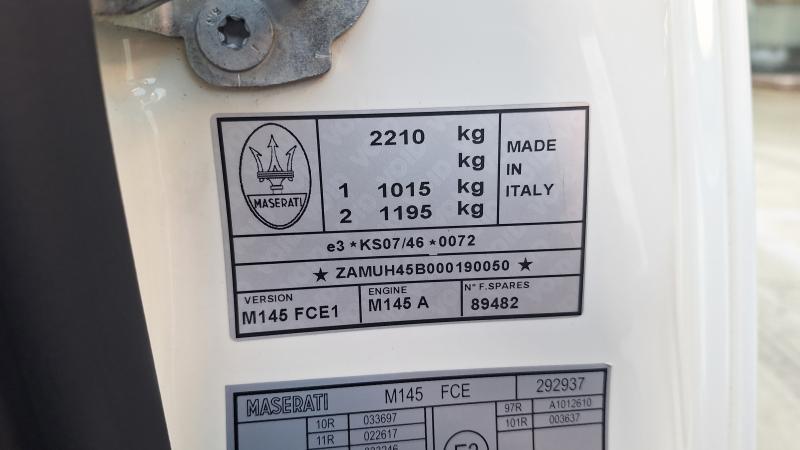 2210 kg
kg
1 1015 kg
2 1195 kg
MADE
IN
ITALY
MASERATI
e3 *KS07/46 *0072
★ ZAMUH45B000190050 ★
VERSION
M145 FCE1
ENGINE
M145 A
N° F.SPARES
89482
MASERATI M145 FCE 292937
10R 033697
11R 022617
97R A1012610
101R 003637